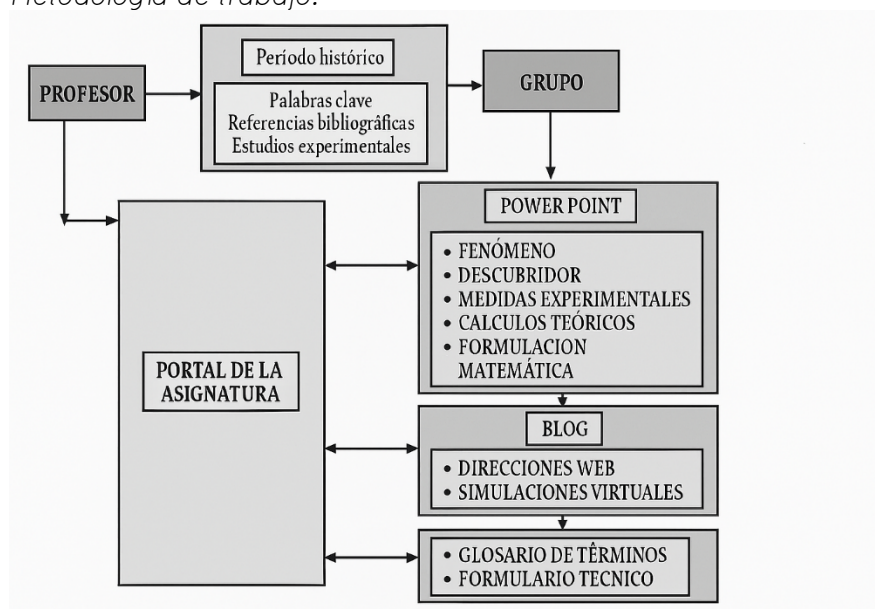 Metodología de trabajo:
Período histórico
PROFESOR
Palabras clave
Referencias bibliográficas
Estudios experimentales
GRUPO
POWER POINT
• FENÓMENO
• DESCUBRIDOR
• MEDIDAS EXPERIMENTALES
• CALCULOS TEÓRICOS
• FORMULACION
MATEMÁTICA
PORTAL DE LA
ASIGNATURA
BLOG
• DIRECCIONES WEB
• SIMULACIONES VIRTUALES
• GLOSARIO DE TÊRMINOS
• FORMULARIO TECNICO